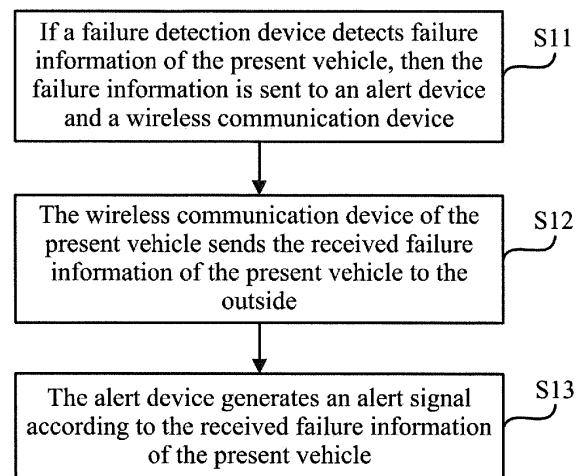 If a failure detection device detects failure
information of the present vehicle, then the
failure information is sent to an alert device
and a wireless communication device
S11
The wireless communication device of the
present vehicle sends the received failure
information of the present vehicle to the
outside
S12
The alert device generates an alert signal
according to the received failure information
of the present vehicle
S13